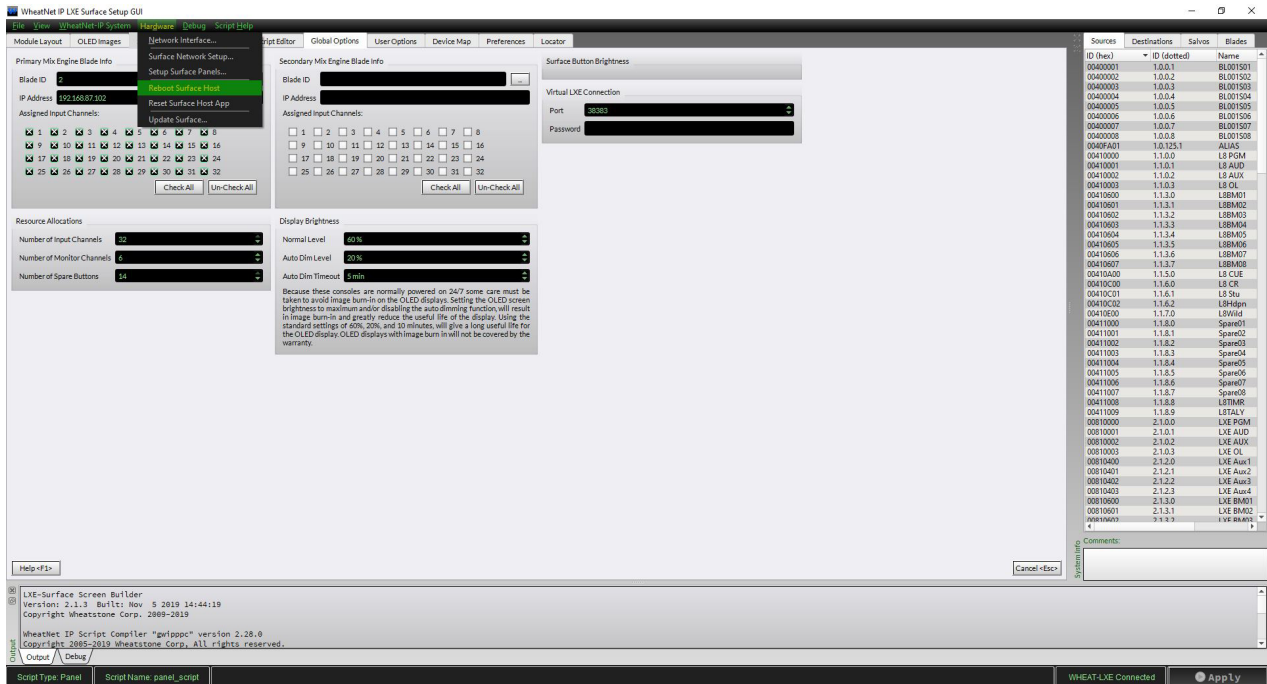 WheatNet IP LXE Surface Setup GUI
File View WheatNet-IP System Hardware Debug Script Help
Module Layout OLED Images ript Editor Global Options User Options Device Map Preferences Locator
Network Interface...
Surface Network Setup...
Setup Surface Panels...
Reboot Surface Host
Reset Surface Host App
Update Surface...
Primary Mix Engine Blade Info
Blade ID 2
IP Address 192.168.87.102
Assigned Input Channels:
1 2 3 4 5 6 7 8
9 10 11 12 13 14 15 16
17 18 19 20 21 22 23 24
25 26 27 28 29 30 31 32
Check All Un-Check All
Secondary Mix Engine Blade Info
Blade ID ...
IP Address
Assigned Input Channels:
1 2 3 4 5 6 7 8
9 10 11 12 13 14 15 16
17 18 19 20 21 22 23 24
25 26 27 28 29 30 31 32
Check All Un-Check All
Surface Button Brightness
Virtual LXE Connection
Port 38383
Password
Resource Allocations
Number of Input Channels 32
Number of Monitor Channels 6
Number of Spare Buttons 14
Display Brightness
Normal Level 60%
Auto Dim Level 20%
Auto Dim Timeout 5 min
Because these consoles are normally powered on 24/7 some care must be
taken to avoid image burn-in on the OLED displays. Setting the OLED screen
brightness to maximum and/or disabling the auto dimming function, will result
in image burn-in and greatly reduce the useful life of the display. Using the
standard settings of 60%, 20%, and 10 minutes, will give a long useful life for
the OLED display. OLED displays with image burn in will not be covered by the
warranty.
Help <F1>
Cancel <Esc>
Sources Destinations Salvos Blades
ID (hex) ID (dotted) Name
00400001 1.0.0.1 BL001S01
00400002 1.0.0.2 BL001S02
00400003 1.0.0.3 BL001S03
00400004 1.0.0.4 BL001S04
00400005 1.0.0.5 BL001S05
00400006 1.0.0.6 BL001S06
00400007 1.0.0.7 BL001S07
00400008 1.0.0.8 BL001S08
0040FA01 1.0.125.1 ALIAS
00410000 1.1.0.0 L8 PGM
00410001 1.1.0.1 L8 AUD
00410002 1.1.0.2 L8 AUX
00410003 1.1.0.3 L8 OL
00410600 1.1.3.0 L8BM01
00410601 1.1.3.1 L8BM02
00410602 1.1.3.2 L8BM03
00410603 1.1.3.3 L8BM04
00410604 1.1.3.4 L8BM05
00410605 1.1.3.5 L8BM06
00410606 1.1.3.6 L8BM07
00410607 1.1.3.7 L8BM08
00410A00 1.1.5.0 L8 CUE
00410C00 1.1.6.0 L8 CR
00410C01 1.1.6.1 L8 Stu
00410C02 1.1.6.2 L8Hdpn
00410E00 1.1.7.0 L8Wild
00411000 1.1.8.0 Spare01
00411001 1.1.8.1 Spare02
00411002 1.1.8.2 Spare03
00411003 1.1.8.3 Spare04
00411004 1.1.8.4 Spare05
00411005 1.1.8.5 Spare06
00411006 1.1.8.6 Spare07
00411007 1.1.8.7 Spare08
00411008 1.1.8.8 L8TIMR
00411009 1.1.8.9 L8TALY
00810000 2.1.0.0 LXE PGM
00810001 2.1.0.1 LXE AUD
00810002 2.1.0.2 LXE AUX
00810003 2.1.0.3 LXE OL
00810400 2.1.2.0 LXE Aux1
00810401 2.1.2.1 LXE Aux2
00810402 2.1.2.2 LXE Aux3
00810403 2.1.2.3 LXE Aux4
00810600 2.1.3.0 LXE BM01
00810601 2.1.3.1 LXE BM02
00810602 2.1.3.2 LXE BM03
System Info
Comments:
LXE-Surface Screen Builder
Version: 2.1.3 Built: Nov 5 2019 14:44:19
Copyright Wheatstone Corp. 2009-2019
WheatNet IP Script Compiler "gwipppc" version 2.28.0
Copyright 2005-2019 Wheatstone Corp, All rights reserved.
Output
Output Debug
Script Type: Panel Script Name: panel_script WHEAT-LXE Connected Apply